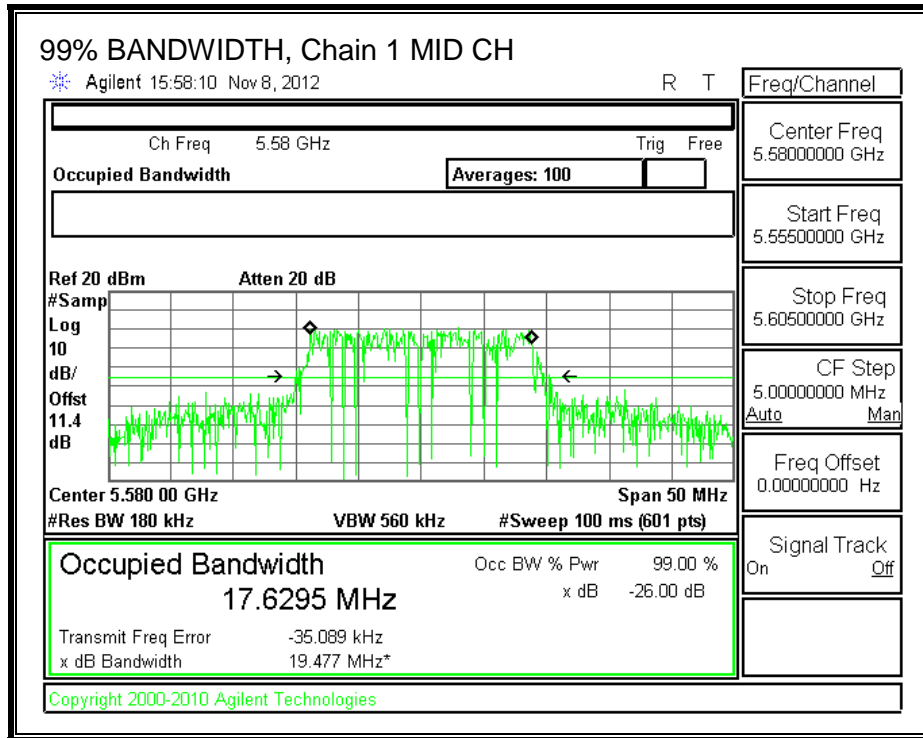 99% BANDWIDTH, Chain 1 MID CH
Agilent 15:58:10 Nov 8, 2012 R T
Ch Freq 5.58 GHz Trig Free
Occupied Bandwidth Averages: 100
Ref 20 dBm Atten 20 dB
#Samp
Log
10
dB/
Offst
11.4
dB
Center 5.580 00 GHz Span 50 MHz
#Res BW 180 kHz VBW 560 kHz #Sweep 100 ms (601 pts)
Occupied Bandwidth Occ BW % Pwr 99.00 %
17.6295 MHz x dB -26.00 dB
Transmit Freq Error -35.089 kHz
x dB Bandwidth 19.477 MHz*
Copyright 2000-2010 Agilent Technologies
Freq/Channel
Center Freq
5.58000000 GHz
Start Freq
5.55500000 GHz
Stop Freq
5.60500000 GHz
CF Step
5.00000000 MHz
Auto Man
Freq Offset
0.00000000 Hz
Signal Track
On Off